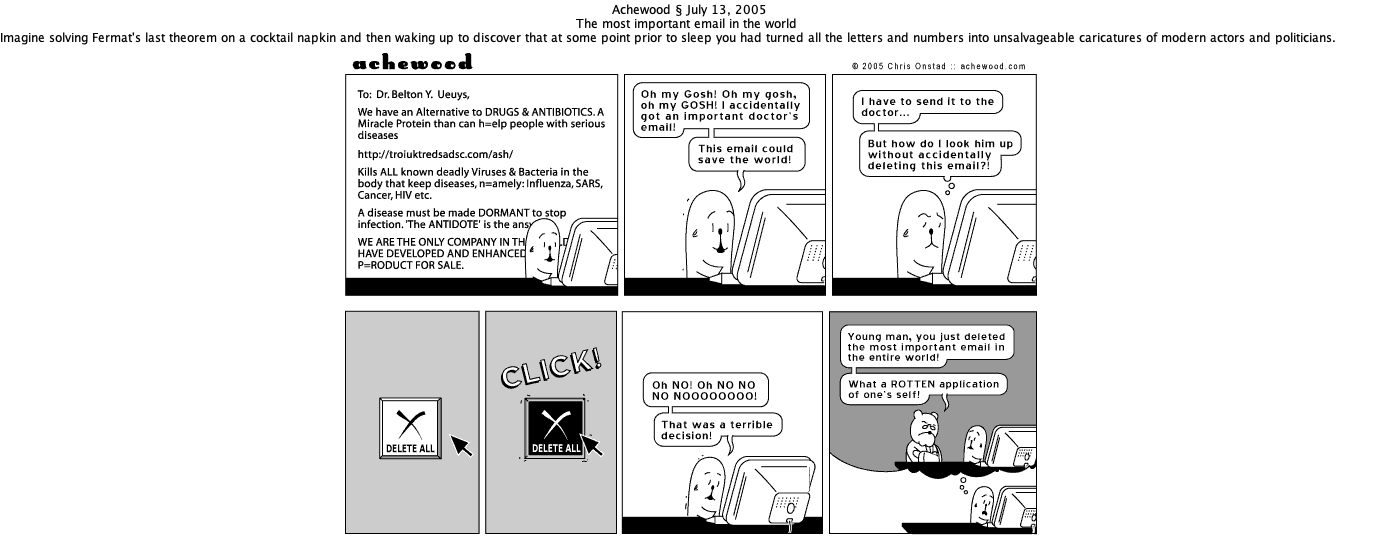 Achewood § July 13, 2005
The most important email in the world
Imagine solving Fermat's last theorem on a cocktail napkin and then waking up to discover that at some point prior to sleep you had turned all the letters and numbers into unsalvageable caricatures of modern actors and politicians.
achewood
© 2005 Chris Onstad :: achewood.com
To: Dr. Belton Y. Ueuys,
We have an Alternative to DRUGS & ANTIBIOTICS. A
Miracle Protein than can h=elp people with serious
diseases
http://troiuktredsadsc.com/ash/
Kills ALL known deadly Viruses & Bacteria in the
body that keep diseases, n=amely: Influenza, SARS,
Cancer, HIV etc.
A disease must be made DORMANT to stop
infection. 'The ANTIDOTE' is the
WE ARE THE ONLY COMPANY IN
HAVE DEVELOPED AND ENHANCED
P=RODUCT FOR SALE.
Oh my Gosh! Oh my gosh,
oh my GOSH! I accidentally
got an important doctor's
email!
This email could
save the world!
I have to send it to the
doctor...
But how do I look him up
without accidentally
deleting this email?!
DELETE ALL
CLICK!
DELETE ALL
Oh NO! Oh NO NO
NO NOOOOOOOO!
That was a terrible
decision!
Young man, you just deleted
the most important email in
the entire world!
What a ROTTEN application
of one's self!